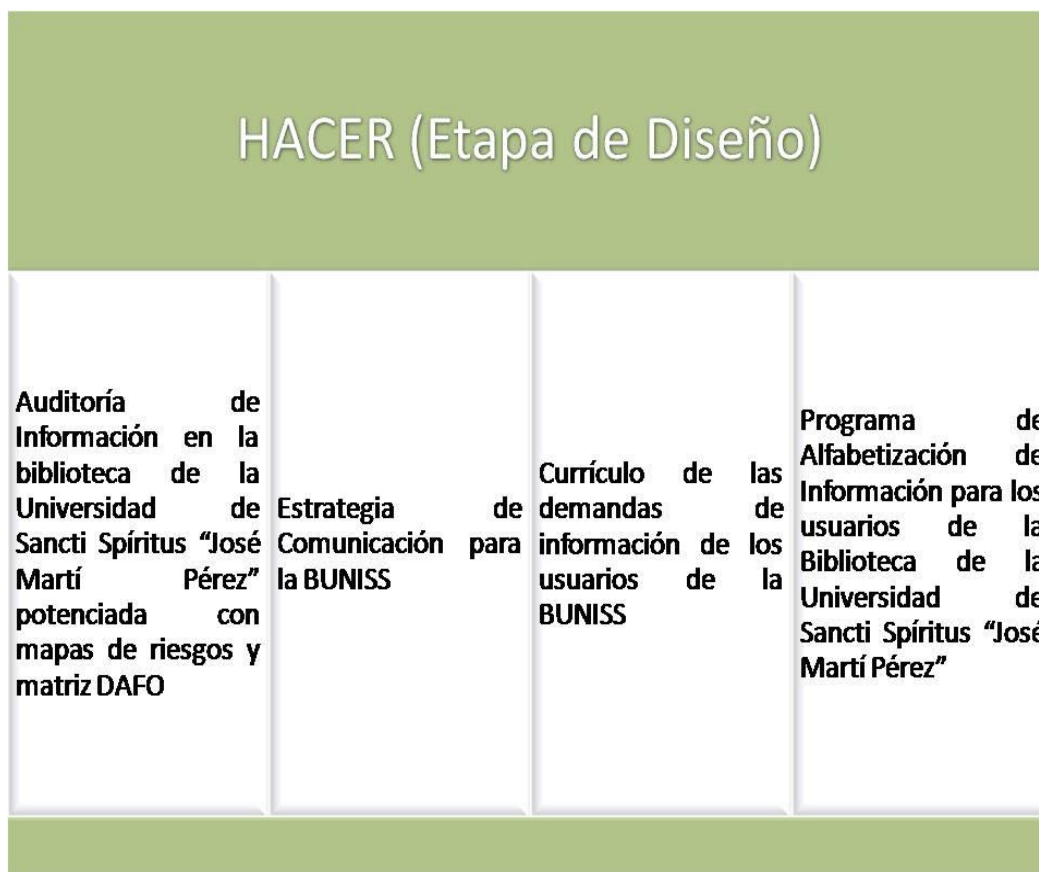 HACER (Etapa de Diseño)
Auditoría de
Información en la
biblioteca de la
Universidad de
Sancti Spíritus “José
Martí Pérez”
potenciada con
mapas de riesgos y
matriz DAFO
Estrategia de
Comunicación para
la BUNISS
Currículo de las
demandas de
información de los
usuarios de la
BUNISS
Programa de
Alfabetización de
Información para los
usuarios de la
Biblioteca de la
Universidad de
Sancti Spíritus “José
Martí Pérez”